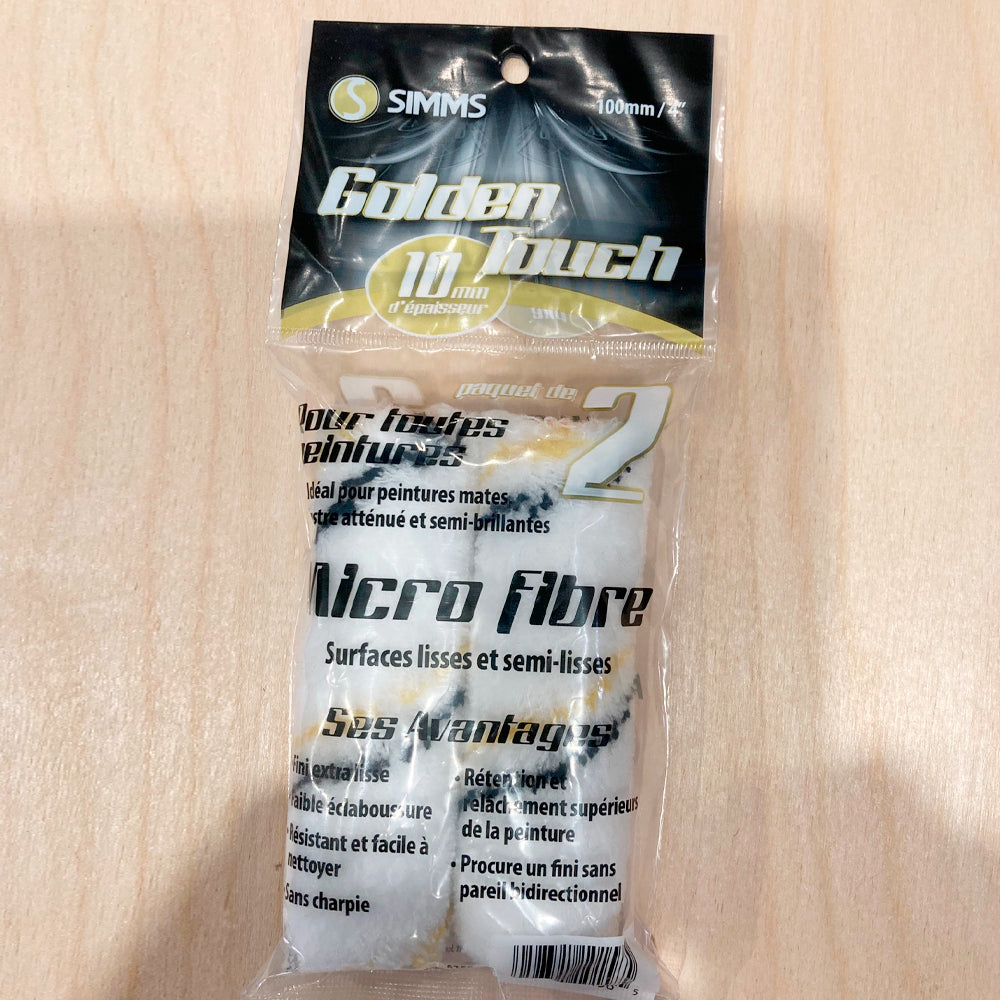 S SIMMS
100mm / 4"
Golden
Touch
10 mm
d'épaisseur
paquet de
2
Pour toutes
peintures
Idéal pour peintures mates,
atténué et semi-brillantes
Micro fibre
Surfaces lisses et semi-lisses
Ses Avantages
Fini extra lisse
Faible éclaboussure
• Résistant et facile à
nettoyer
Sans charpie
• Rétention et
relâchement supérieurs
de la peinture
• Procure un fini sans
pareil bidirectionnel
5